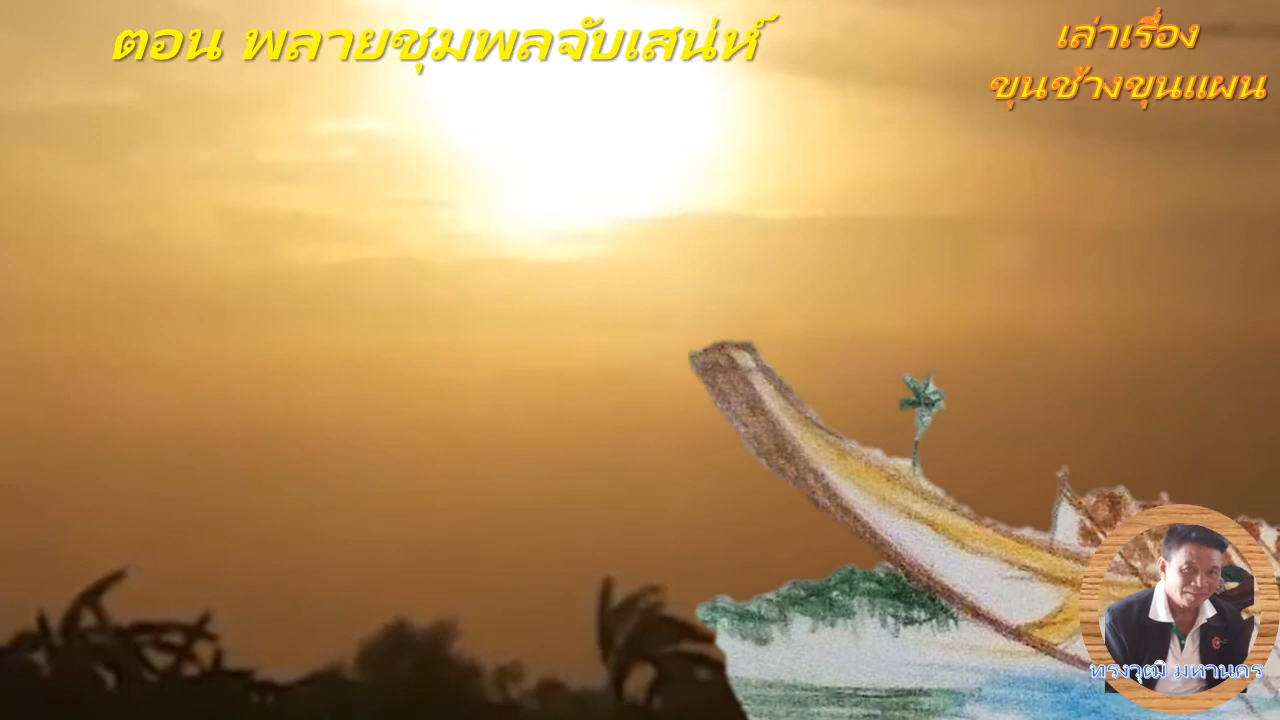 ตอน พลายชุมพลจับเสน่ห์
เล่าเรื่อง
ขุนช้างขุนแผน
ทรงวุฒิ มหานคร